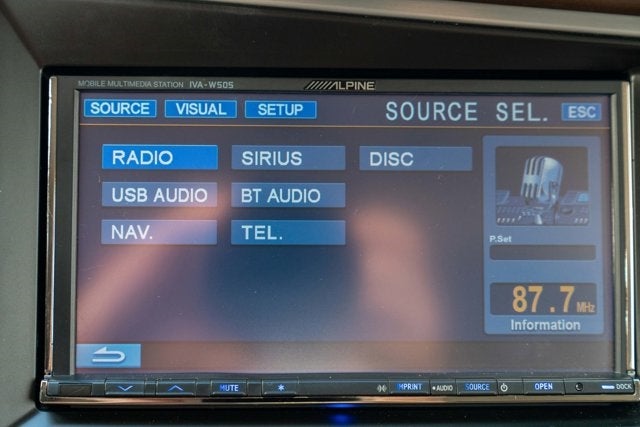 MOBILE MULTIMEDIA STATION IVA-W505 ALPINE
SOURCE VISUAL SETUP SOURCE SEL. ESC
RADIO SIRIUS DISC
USB AUDIO BT AUDIO
NAV. TEL.
P.Set
87.7 MHz
Information
MUTE * IMPRINT AUDIO SOURCE OPEN DOCK